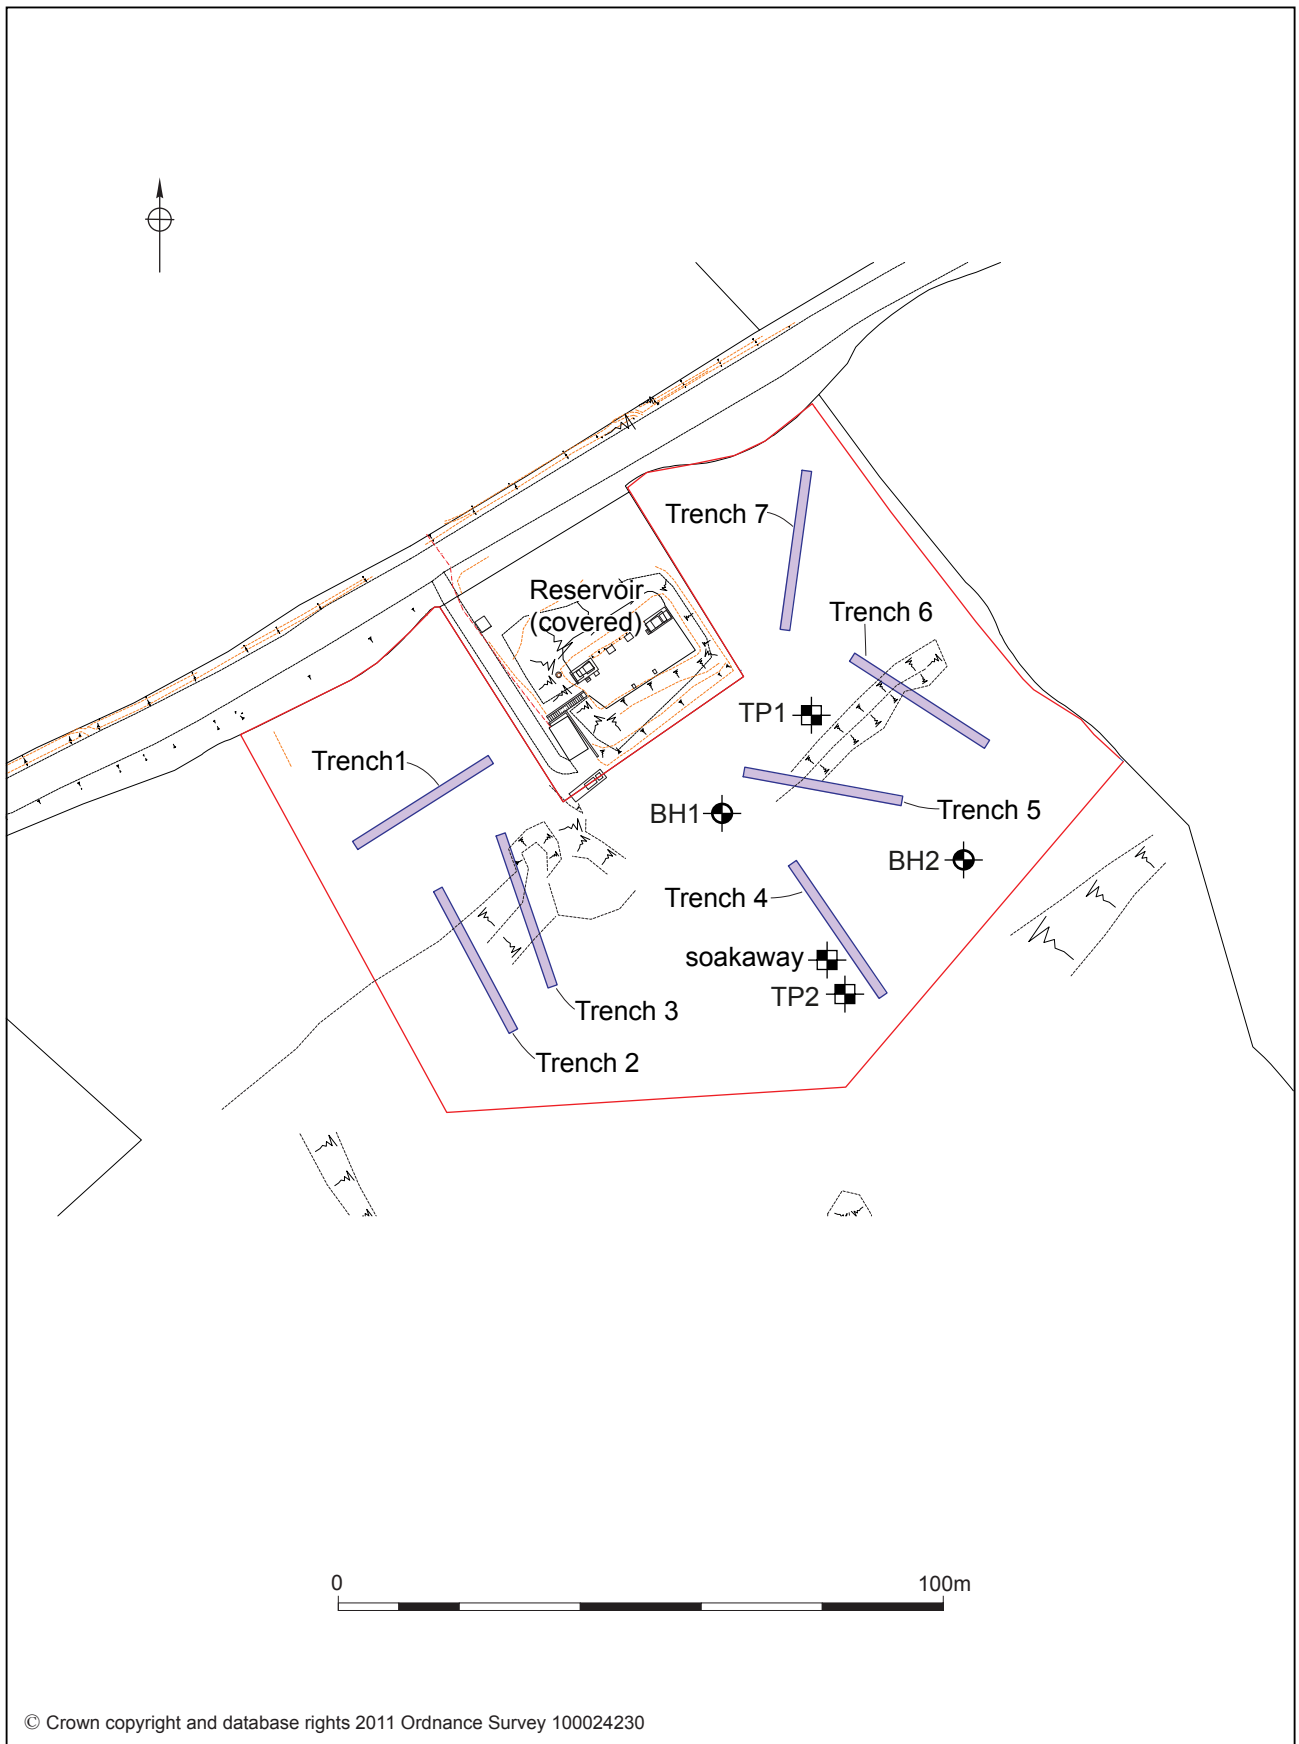 Trench 7
Reservoir
(covered)
Trench 6
TP1
Trench1
Trench 5
BH1
BH2
Trench 4
soakaway
TP2
Trench 3
Trench 2
0 100m
© Crown copyright and database rights 2011 Ordnance Survey 100024230